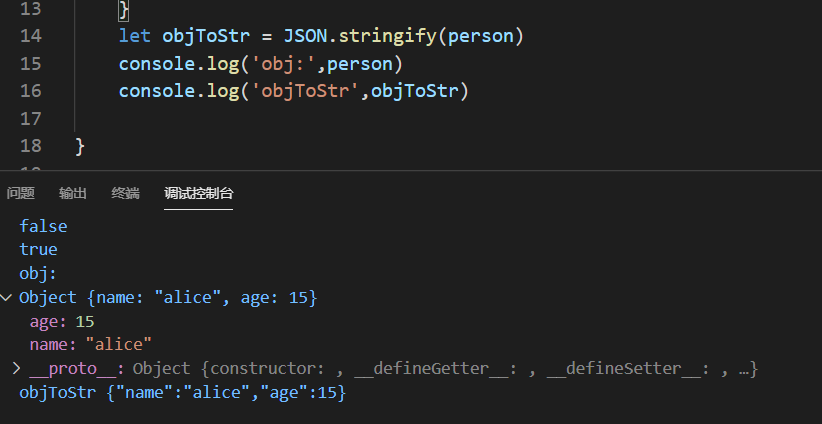 13 }
14 let objToStr = JSON.stringify(person)
15 console.log('obj:',person)
16 console.log('objToStr',objToStr)
17
18 }
问题 输出 终端 调试控制台
false
true
obj:
Object {name: "alice", age: 15}
age: 15
name: "alice"
__proto__: Object {constructor: , __defineGetter__: , __defineSetter__: , …}
objToStr {"name":"alice","age":15}